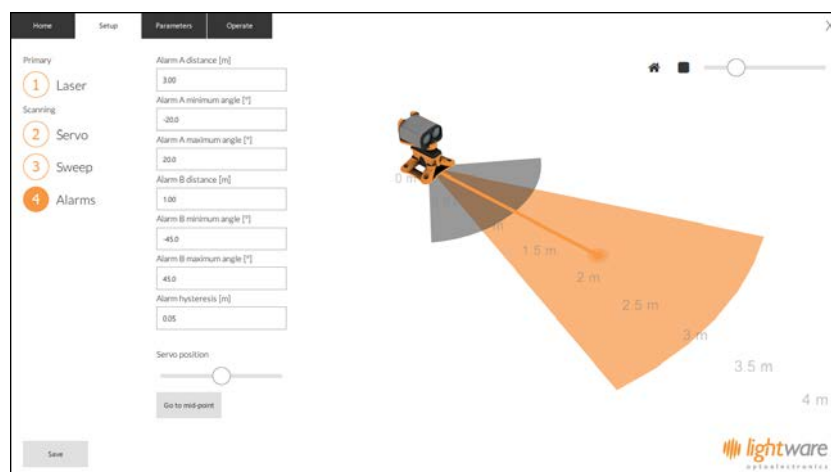 Home Setup Parameters Operate
Primary
1 Laser
Scanning
2 Servo
3 Sweep
4 Alarms
Alarm A distance [m]
3.00
Alarm A minimum angle [°]
-20.0
Alarm A maximum angle [°]
20.0
Alarm B distance [m]
1.00
Alarm B minimum angle [°]
-45.0
Alarm B maximum angle [°]
45.0
Alarm hysteresis [m]
0.05
Servo position
Go to mid-point
Save
0 m
1.5 m
2 m
2.5 m
3 m
3.5 m
4 m
lightware
optoelectronics